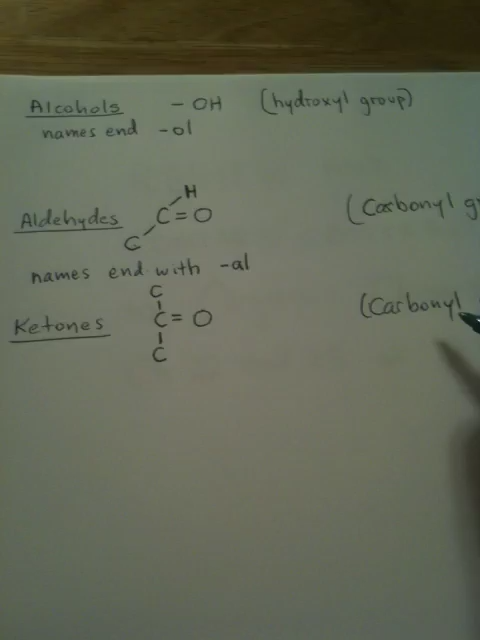 Alcohols - OH (hydroxyl group)
names end -ol
H
Aldehydes C = O (Carbonyl g
C
names end with -al
C
Ketones C = O (Carbonyl
C